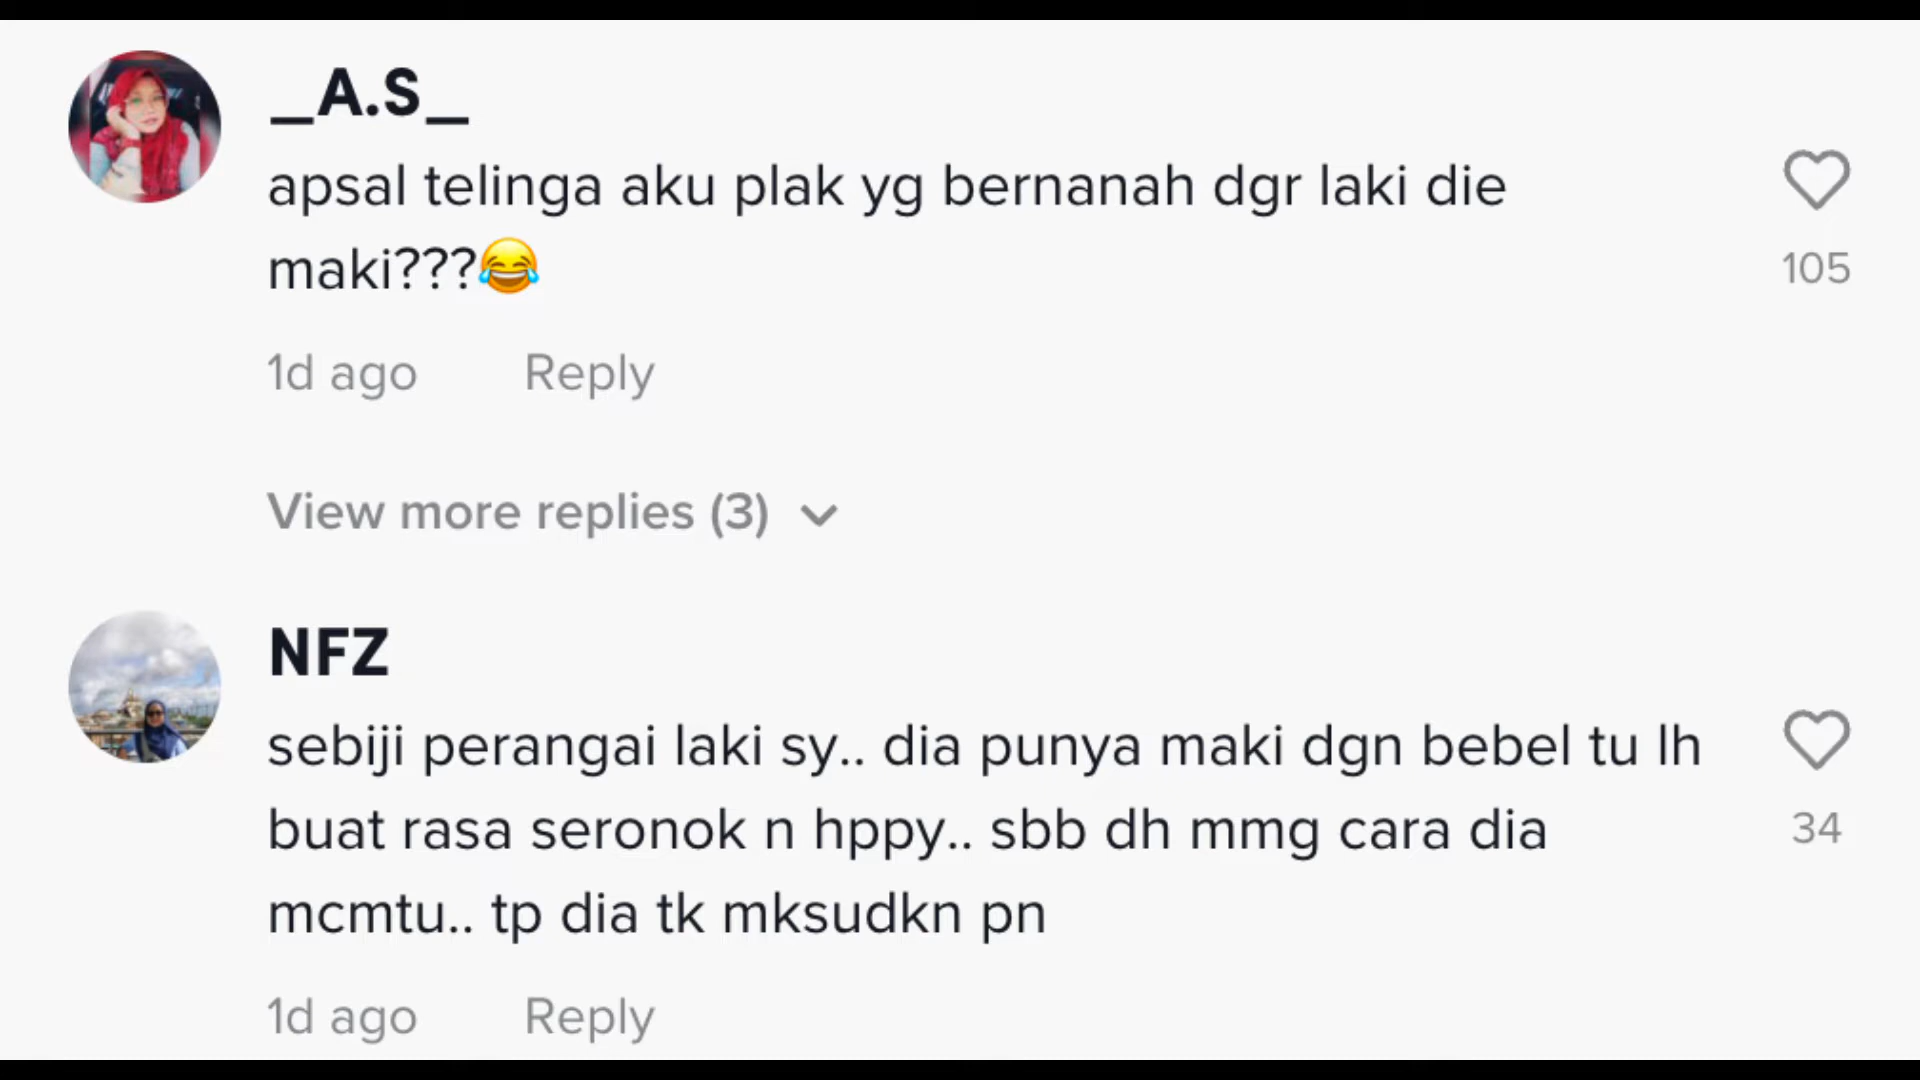 _A.S_
apsal telinga aku plak yg bernanah dgr laki die
maki???😂
105
1d ago Reply
View more replies (3)
NFZ
sebiji perangai laki sy.. dia punya maki dgn bebel tu lh
buat rasa seronok n hppy.. sbb dh mmg cara dia
mcmtu.. tp dia tk mksudkn pn
34
1d ago Reply